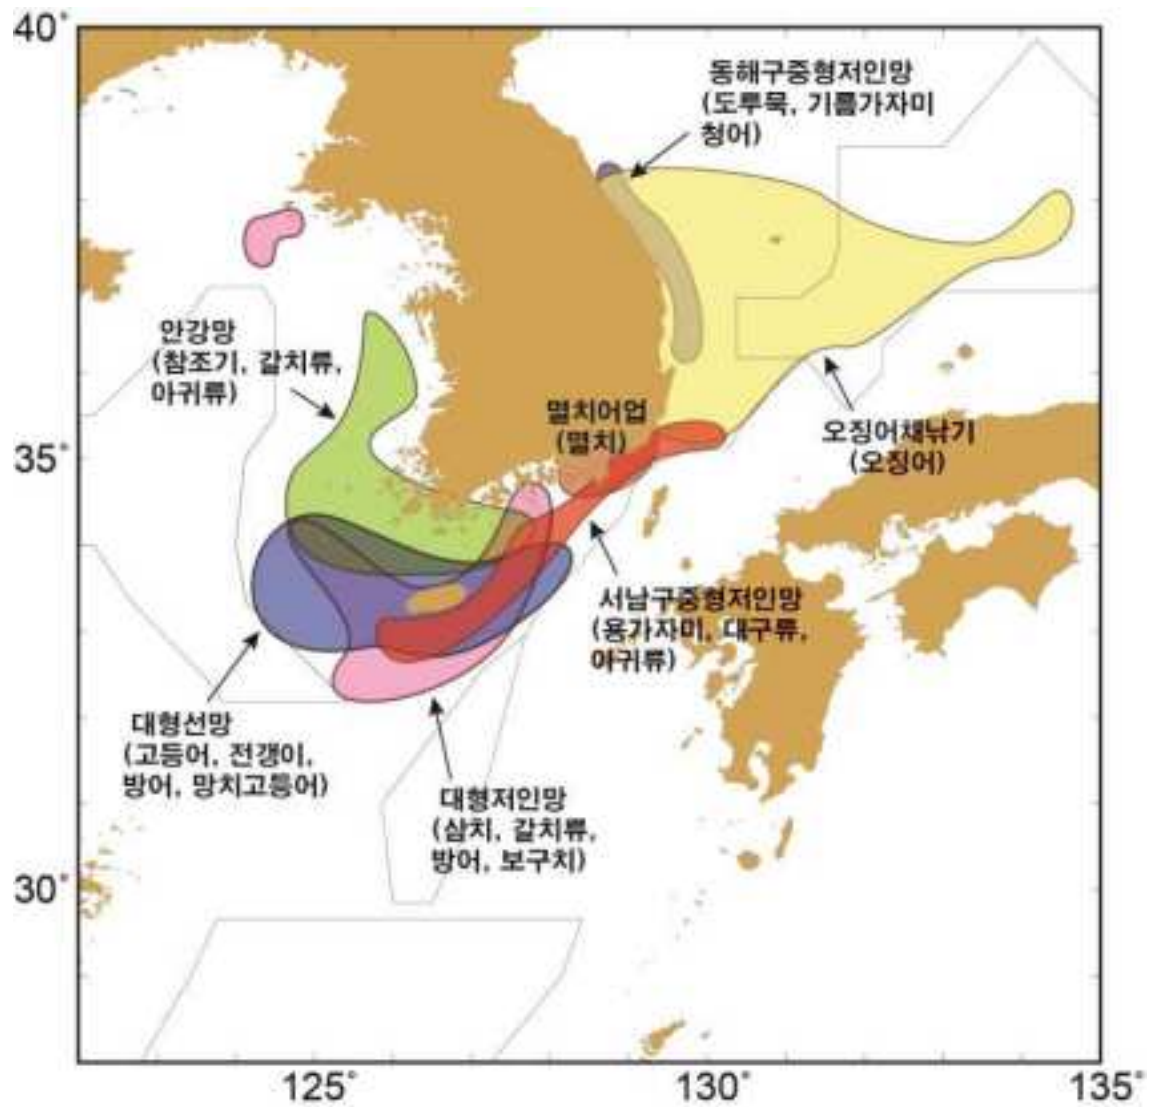 40°
동해구중형저인망
(도루묵, 기름가자미
청어)
안강망
(참조기, 갈치류,
아귀류)
멸치어업
(멸치)
35°
오징어채낚기
(오징어)
서남구중형저인망
(용가자미, 대구류,
아귀류)
대형선망
(고등어, 전갱이,
방어, 망치고등어)
대형저인망
(삼치, 갈치류,
방어, 보구치)
30°
125°
130°
135°